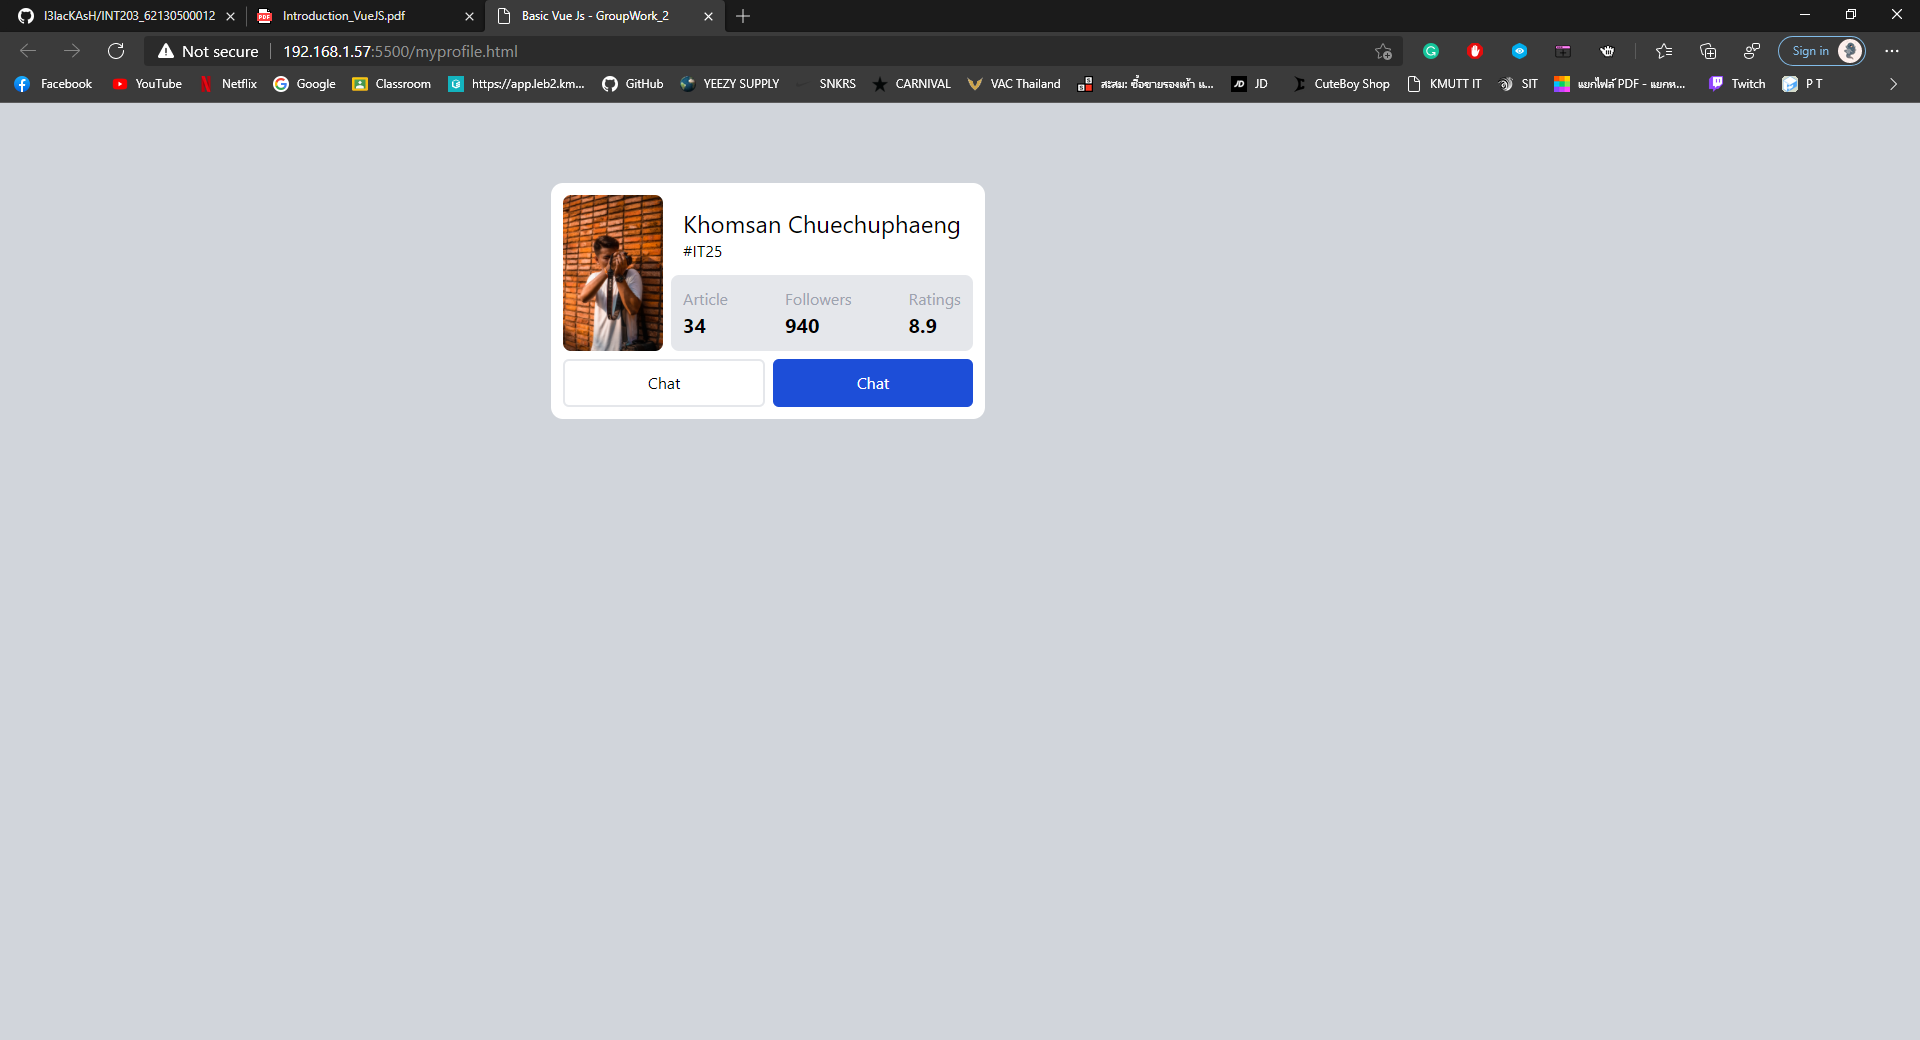 I3lacKAsH/INT203_62130500012
Introduction_VueJS.pdf
Basic Vue Js - GroupWork_2
Not secure
192.168.1.57:5500/myprofile.html
Sign in
Facebook
YouTube
Netflix
Google
Classroom
https://app.leb2.km...
GitHub
YEEZY SUPPLY
SNKRS
CARNIVAL
VAC Thailand
สะสม: ซื้อขายรองเท้า แ...
JD
CuteBoy Shop
KMUTT IT
SIT
แยกไฟล์ PDF - แยกห...
Twitch
P T
Khomsan Chuechuphaeng
#IT25
Article Followers Ratings
34 940 8.9
Chat Chat